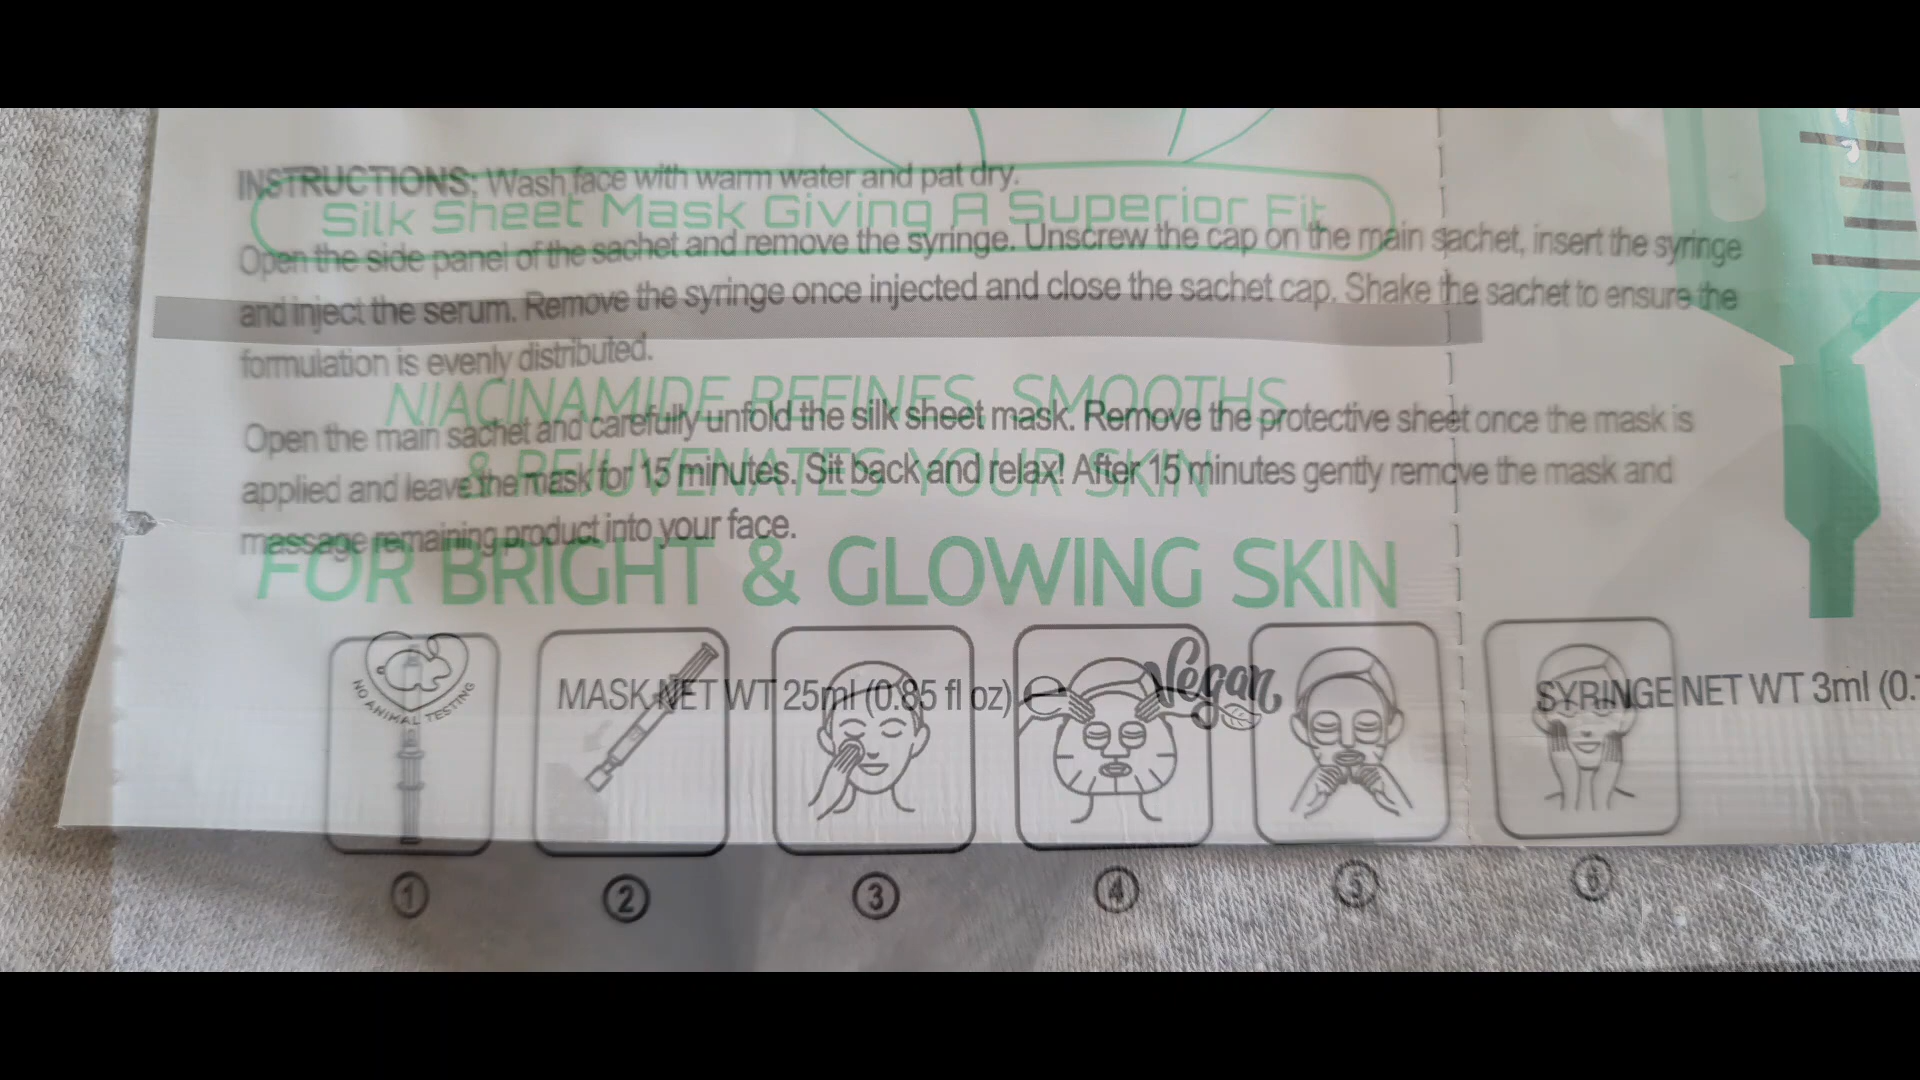 INSTRUCTIONS: Wash face with warm water and pat dry.
Silk Sheet Mask Giving A Superior Fit
Open the side panel of the sachet and remove the syringe. Unscrew the cap on the main sachet, insert the syringe
and inject the serum. Remove the syringe once injected and close the sachet cap. Shake the sachet to ensure the
formulation is evenly distributed.
NIACINAMIDE REFINES, SMOOTHS
Open the main sachet and carefully unfold the silk sheet mask. Remove the protective sheet once the mask is
& REJUVENATES YOUR SKIN
applied and leave the mask for 15 minutes. Sit back and relax! After 15 minutes gently remove the mask and
massage remaining product into your face.
FOR BRIGHT & GLOWING SKIN
NO ANIMAL TESTING
MASK NET WT 25ml (0.85 fl oz)
Vegan
SYRINGE NET WT 3ml (0.
1 2 3 4 5 6